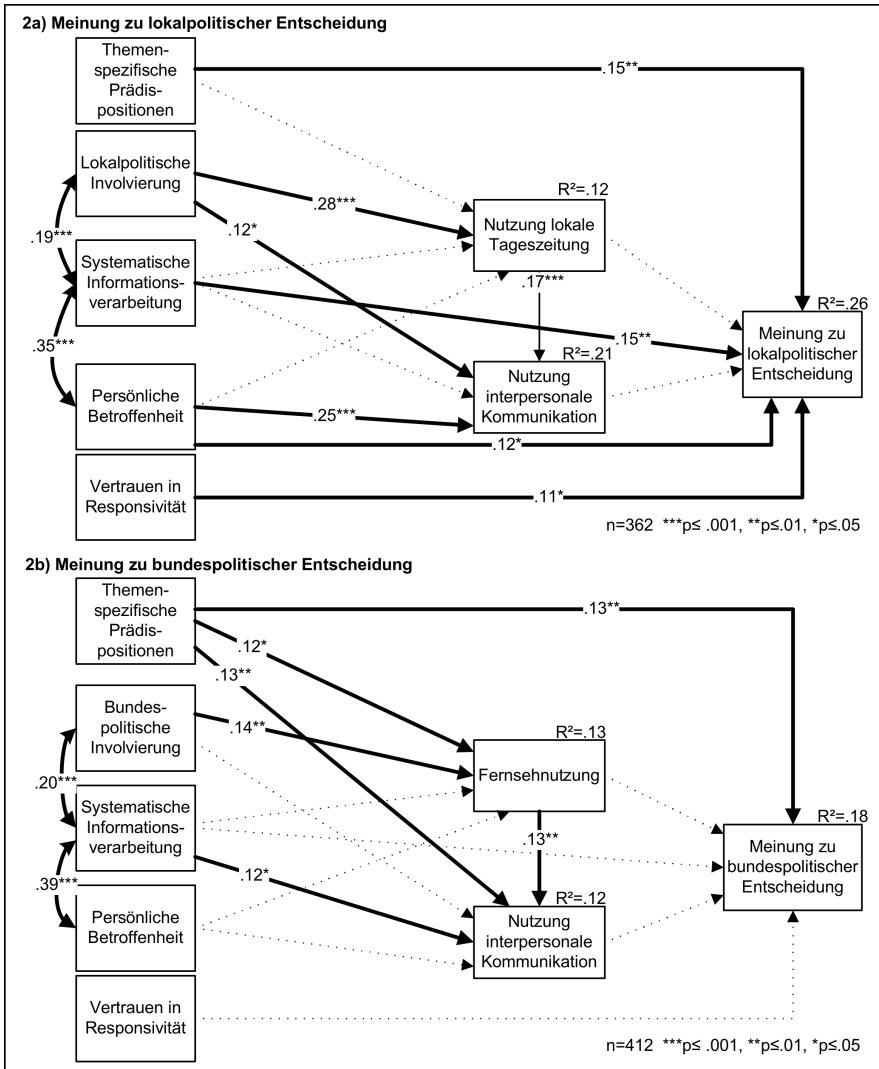 2a) Meinung zu lokalpolitischer Entscheidung
Themen-
spezifische
Prädis-
positionen
.15**
Lokalpolitische
Involvierung
R²=.12
.28***
Nutzung lokale
Tageszeitung
.12*
.19***
Systematische
Informations-
verarbeitung
.17***
R²=.26
.15**
Meinung zu
lokalpolitischer
Entscheidung
.35***
R²=.21
Nutzung
interpersonale
Kommunikation
Persönliche
Betroffenheit
.25***
.12*
Vertrauen in
Responsivität
.11*
n=362 ***p≤ .001, **p≤.01, *p≤.05
2b) Meinung zu bundespolitischer Entscheidung
Themen-
spezifische
Prädis-
positionen
.13**
.12*
.13**
Bundes-
politische
Involvierung
.14**
R²=.13
Fernsehnutzung
.20***
Systematische
Informations-
verarbeitung
R²=.18
Meinung zu
bundespolitischer
Entscheidung
.13**
.12*
.39***
R²=.12
Nutzung
interpersonale
Kommunikation
Persönliche
Betroffenheit
Vertrauen in
Responsivität
n=412 ***p≤ .001, **p≤.01, *p≤.05